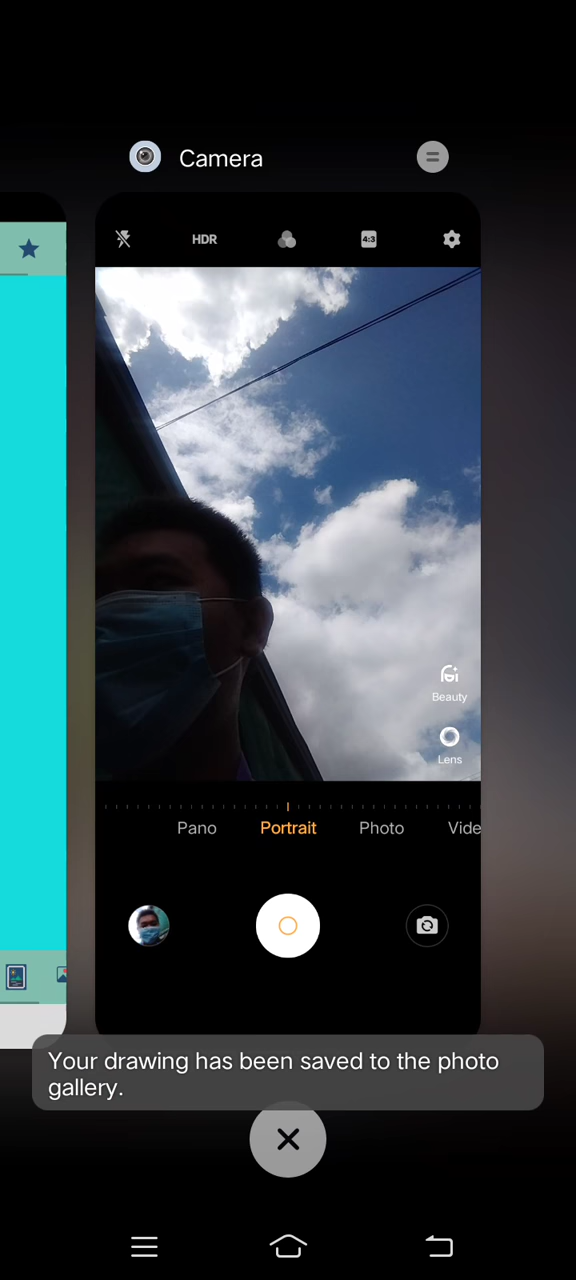 Camera
HDR
4:3
Beauty
Lens
Pano Portrait Photo Vide
Your drawing has been saved to the photo
gallery.